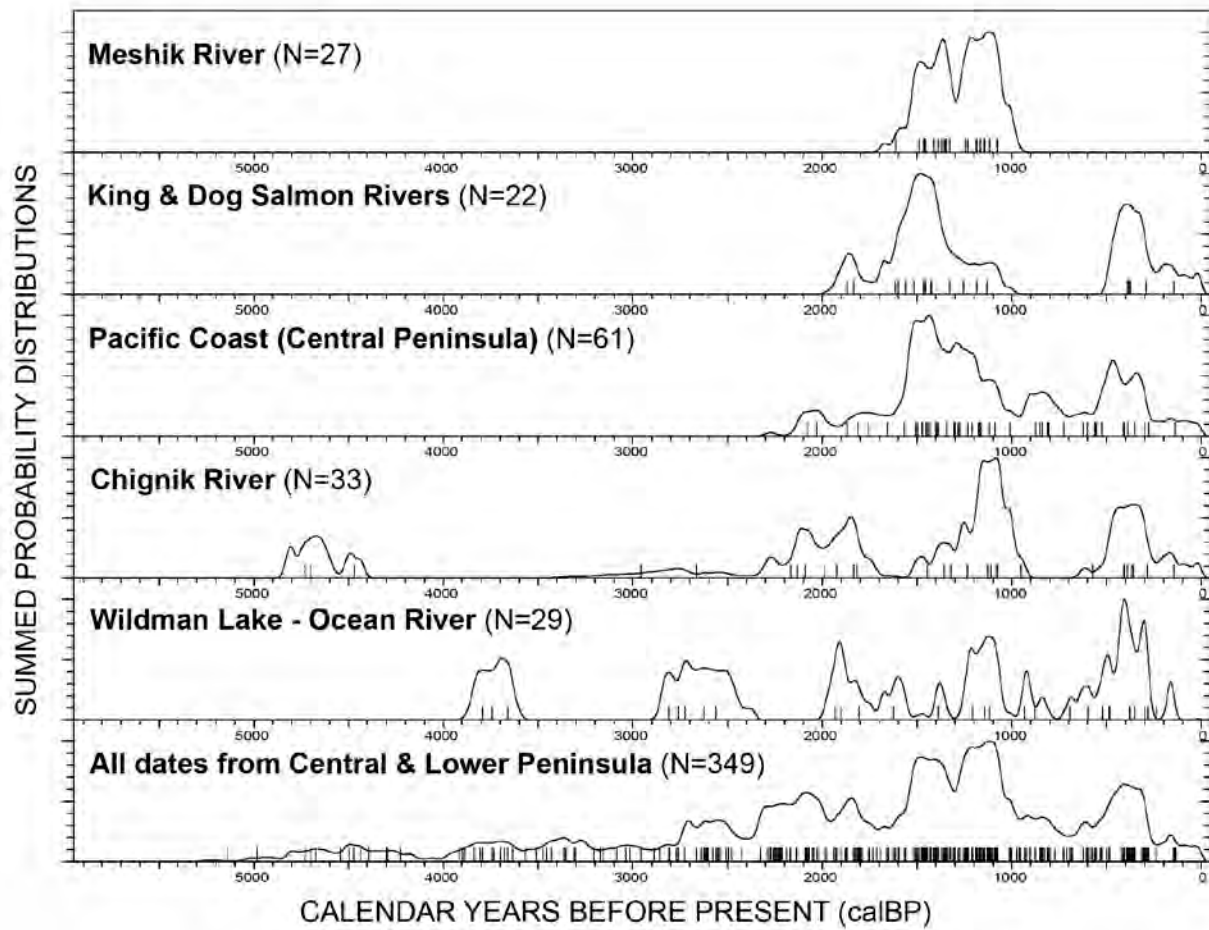 Meshik River (N=27)
5000 4000 3000 2000 1000 0
King & Dog Salmon Rivers (N=22)
5000 4000 3000 2000 1000 0
Pacific Coast (Central Peninsula) (N=61)
5000 4000 3000 2000 1000 0
Chignik River (N=33)
5000 4000 3000 2000 1000 0
Wildman Lake - Ocean River (N=29)
5000 4000 3000 2000 1000 0
All dates from Central & Lower Peninsula (N=349)
5000 4000 3000 2000 1000 0
SUMMED PROBABILITY DISTRIBUTIONS
CALENDAR YEARS BEFORE PRESENT (calBP)